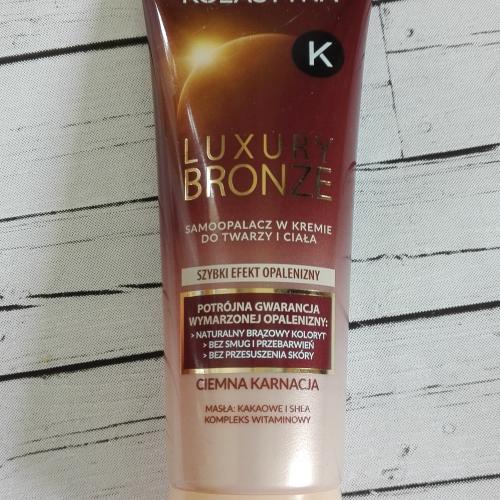 K
LUXURY
BRONZE
SAMOOPALACZ W KREMIE
DO TWARZY I CIAŁA
SZYBKI EFEKT OPALENIZNY
POTRÓJNA GWARANCJA
WYMARZONEJ OPALENIZNY:
> NATURALNY BRĄZOWY KOLORYT
> BEZ SMUG I PRZEBARWIEŃ
> BEZ PRZESUSZENIA SKÓRY
CIEMNA KARNACJA
MASŁA: KAKAOWE I SHEA
KOMPLEKS WITAMINOWY